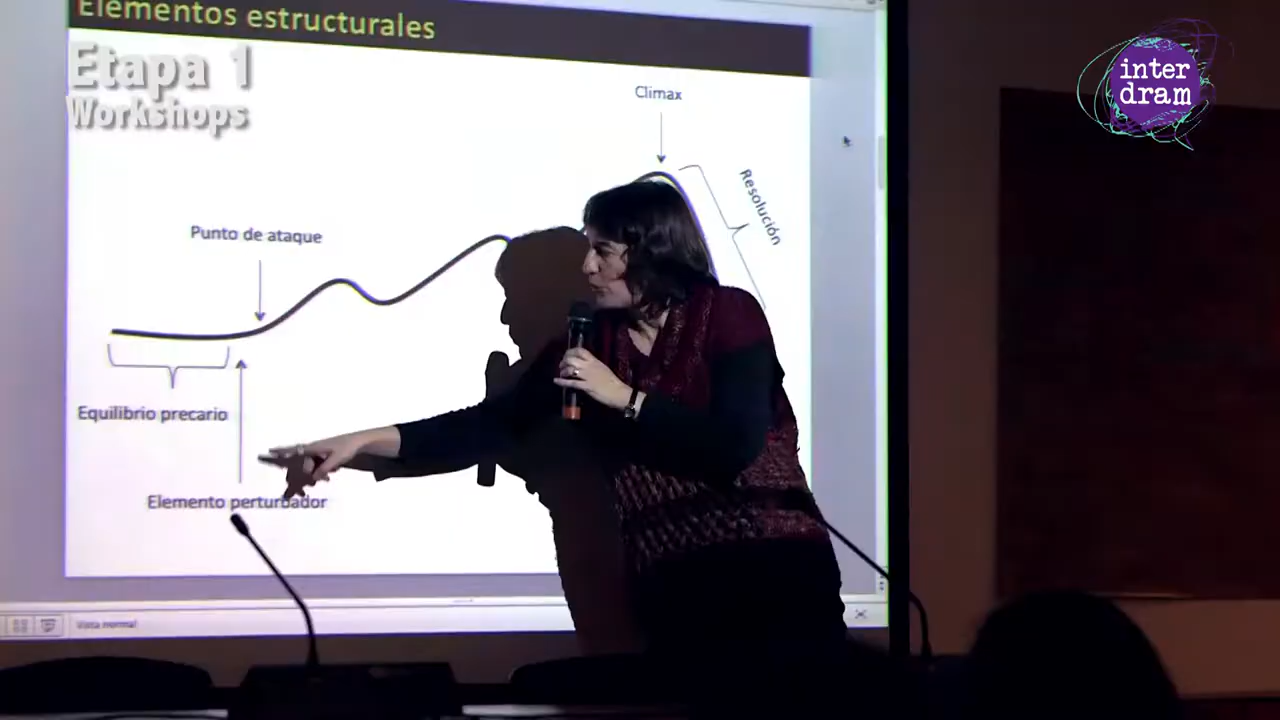 Elementos estructurales
Etapa 1
Workshops
inter
dram
Climax
Resolución
Punto de ataque
Equilibrio precario
Elemento perturbador
Vista normal